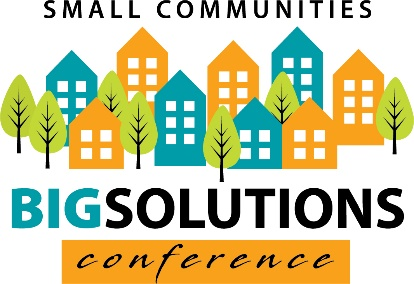 SMALL COMMUNITIES
BIGSOLUTIONS
conference